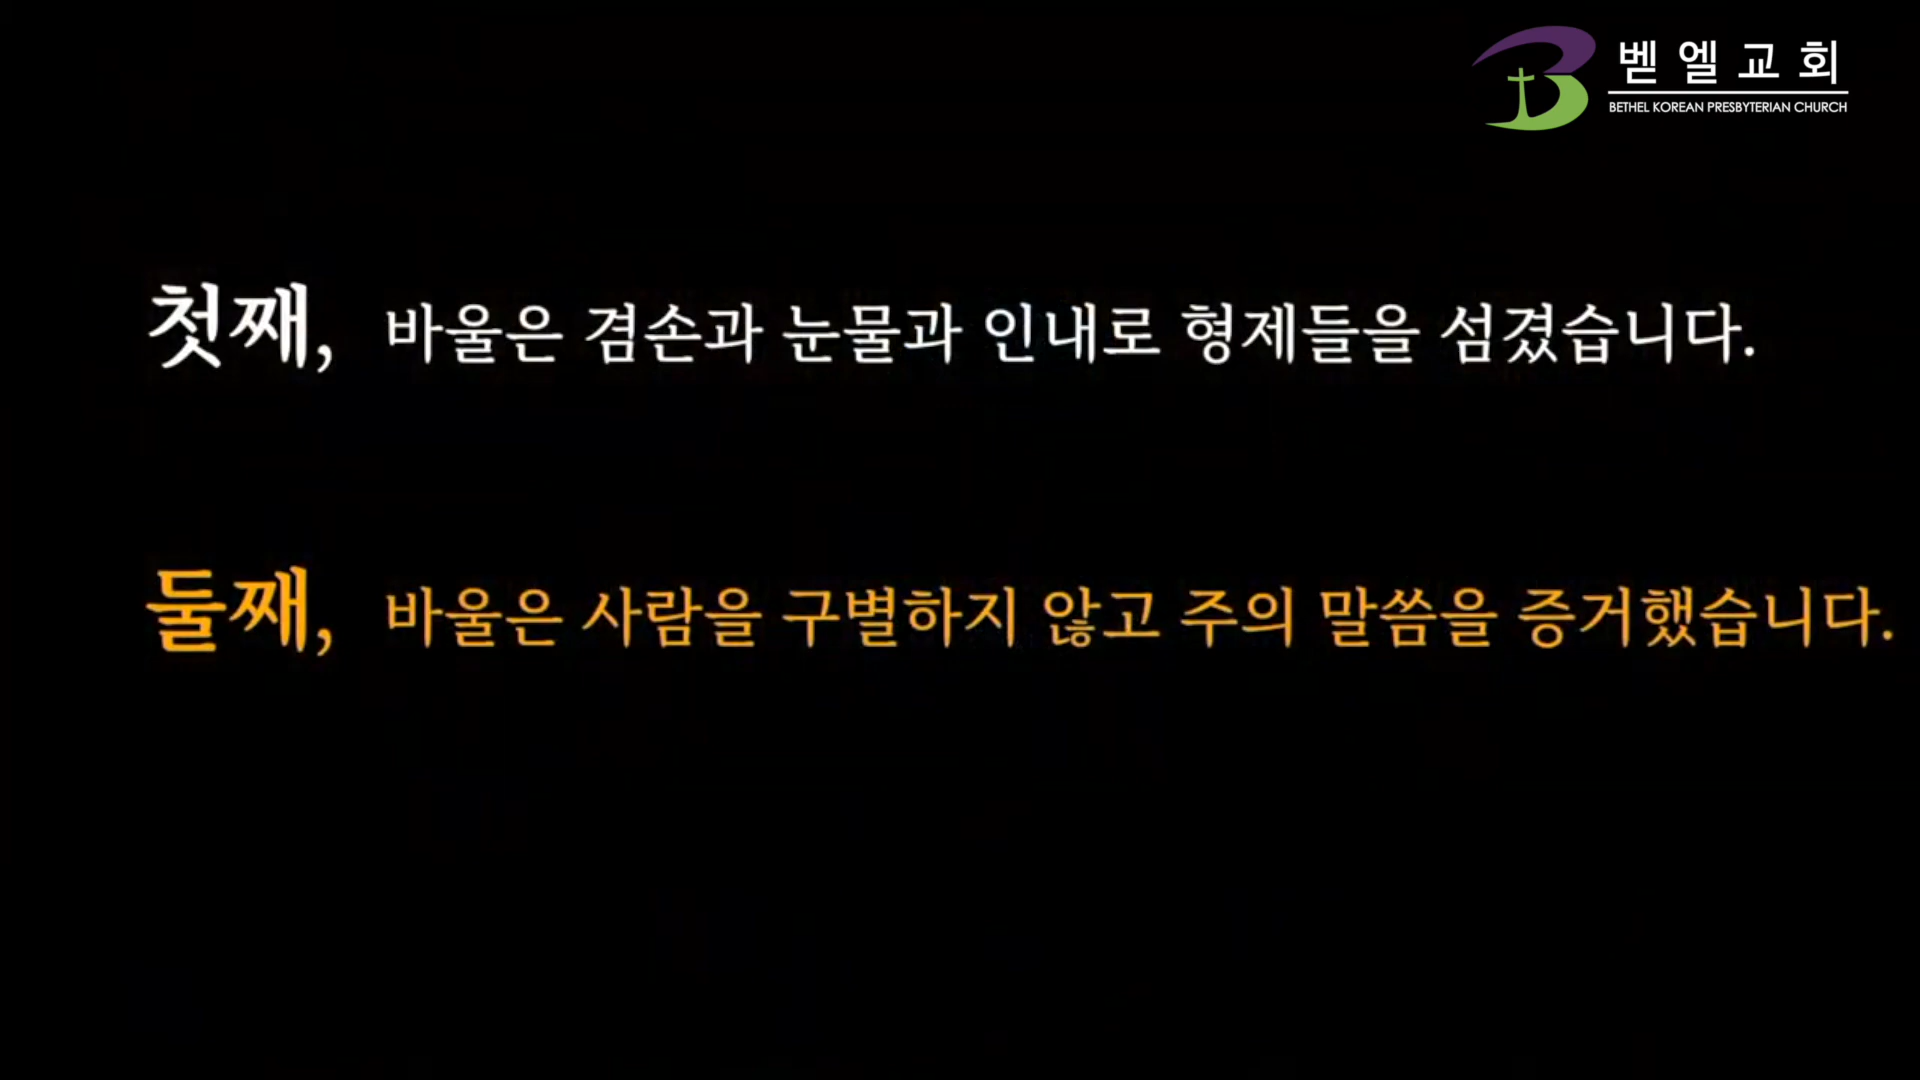 벧엘교회
BETHEL KOREAN PRESBYTERIAN CHURCH
첫째, 바울은 겸손과 눈물과 인내로 형제들을 섬겼습니다.
둘째, 바울은 사람을 구별하지 않고 주의 말씀을 증거했습니다.